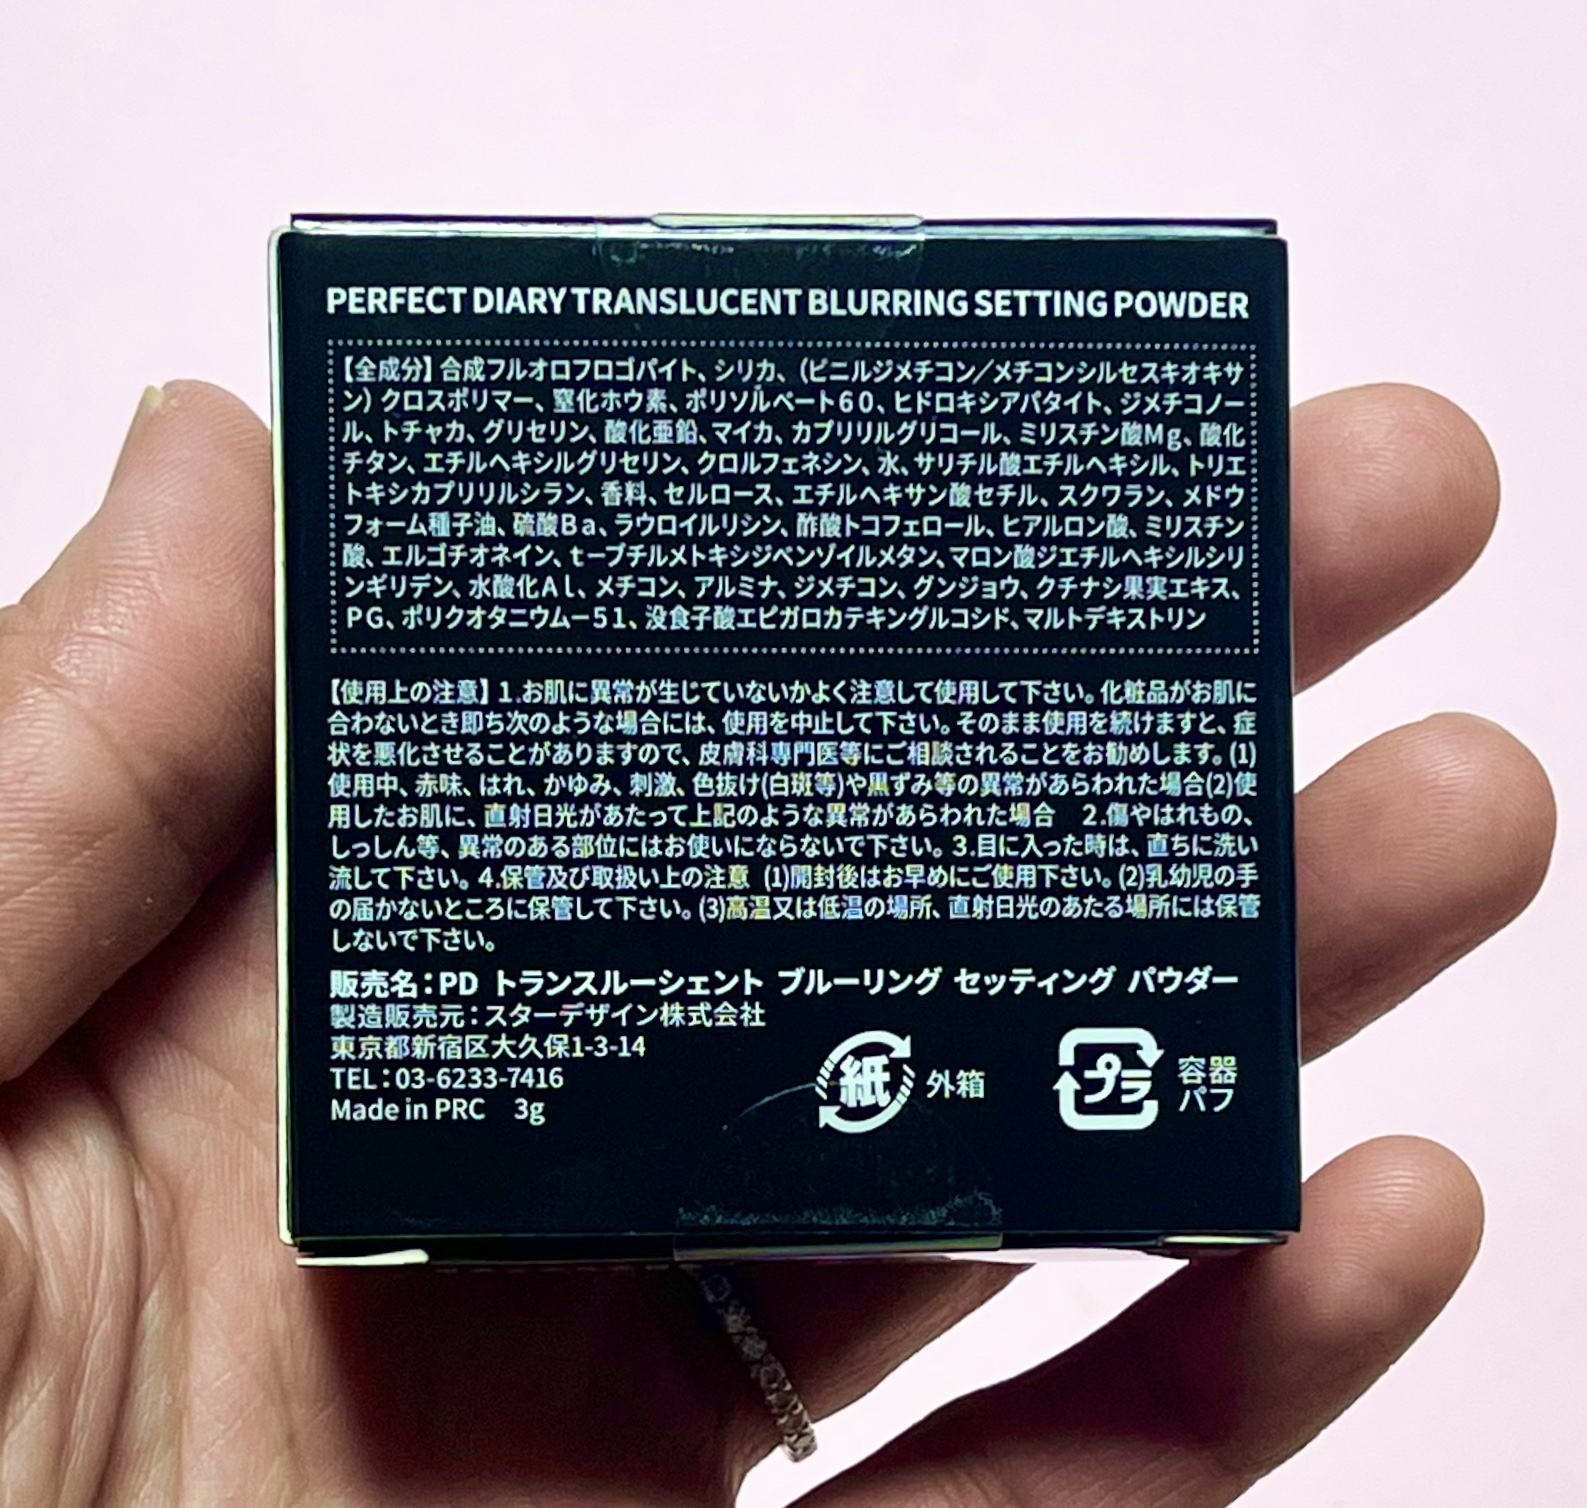 PERFECT DIARY TRANSLUCENT BLURRING SETTING POWDER
【全成分】合成フルオロフロゴパイト、シリカ、(ビニルジメチコン/メチコンシルセスキオキサ
ン)クロスポリマー、窒化ホウ素、ポリソルベート60、ヒドロキシアパタイト、ジメチコノー
ル、トチャカ、グリセリン、酸化亜鉛、マイカ、カプリリルグリコール、ミリスチン酸Mg、酸化
チタン、エチルヘキシルグリセリン、クロルフェネシン、水、サリチル酸エチルヘキシル、トリエ
トキシカプリリルシラン、香料、セルロース、エチルヘキサン酸セチル、スクワラン、メドウ
フォーム種子油、硫酸Ba、ラウロイルリシン、酢酸トコフェロール、ヒアルロン酸、ミリスチン
酸、エルゴチオネイン、t-ブチルメトキシジベンゾイルメタン、マロン酸ジエチルヘキシルシリ
ンギリデン、水酸化Al、メチコン、アルミナ、ジメチコン、グンジョウ、クチナシ果実エキス、
PG、ポリクオタニウム-51、没食子酸エピガロカテキングルコシド、マルトデキストリン
【使用上の注意】1.お肌に異常が生じていないかよく注意して使用して下さい。化粧品がお肌に
合わないとき即ち次のような場合には、使用を中止して下さい。そのまま使用を続けますと、症
状を悪化させることがありますので、皮膚科専門医等にご相談されることをお勧めします。(1)
使用中、赤味、はれ、かゆみ、刺激、色抜け(白斑等)や黒ずみ等の異常があらわれた場合(2)使
用したお肌に、直射日光があたって上記のような異常があらわれた場合 2.傷やはれもの、
しっしん等、異常のある部位にはお使いにならないで下さい。3.目に入った時は、直ちに洗い
流して下さい。4.保管及び取扱い上の注意 (1)開封後はお早めにご使用下さい。(2)乳幼児の手
の届かないところに保管して下さい。(3)高温又は低温の場所、直射日光のあたる場所には保管
しないで下さい。
販売名：PD トランスルーシェント ブルーリング セッティング パウダー
製造販売元：スターデザイン株式会社
東京都新宿区大久保1-3-14
TEL：03-6233-7416
Made in PRC 3g
紙 外箱
プラ 容器
パフ